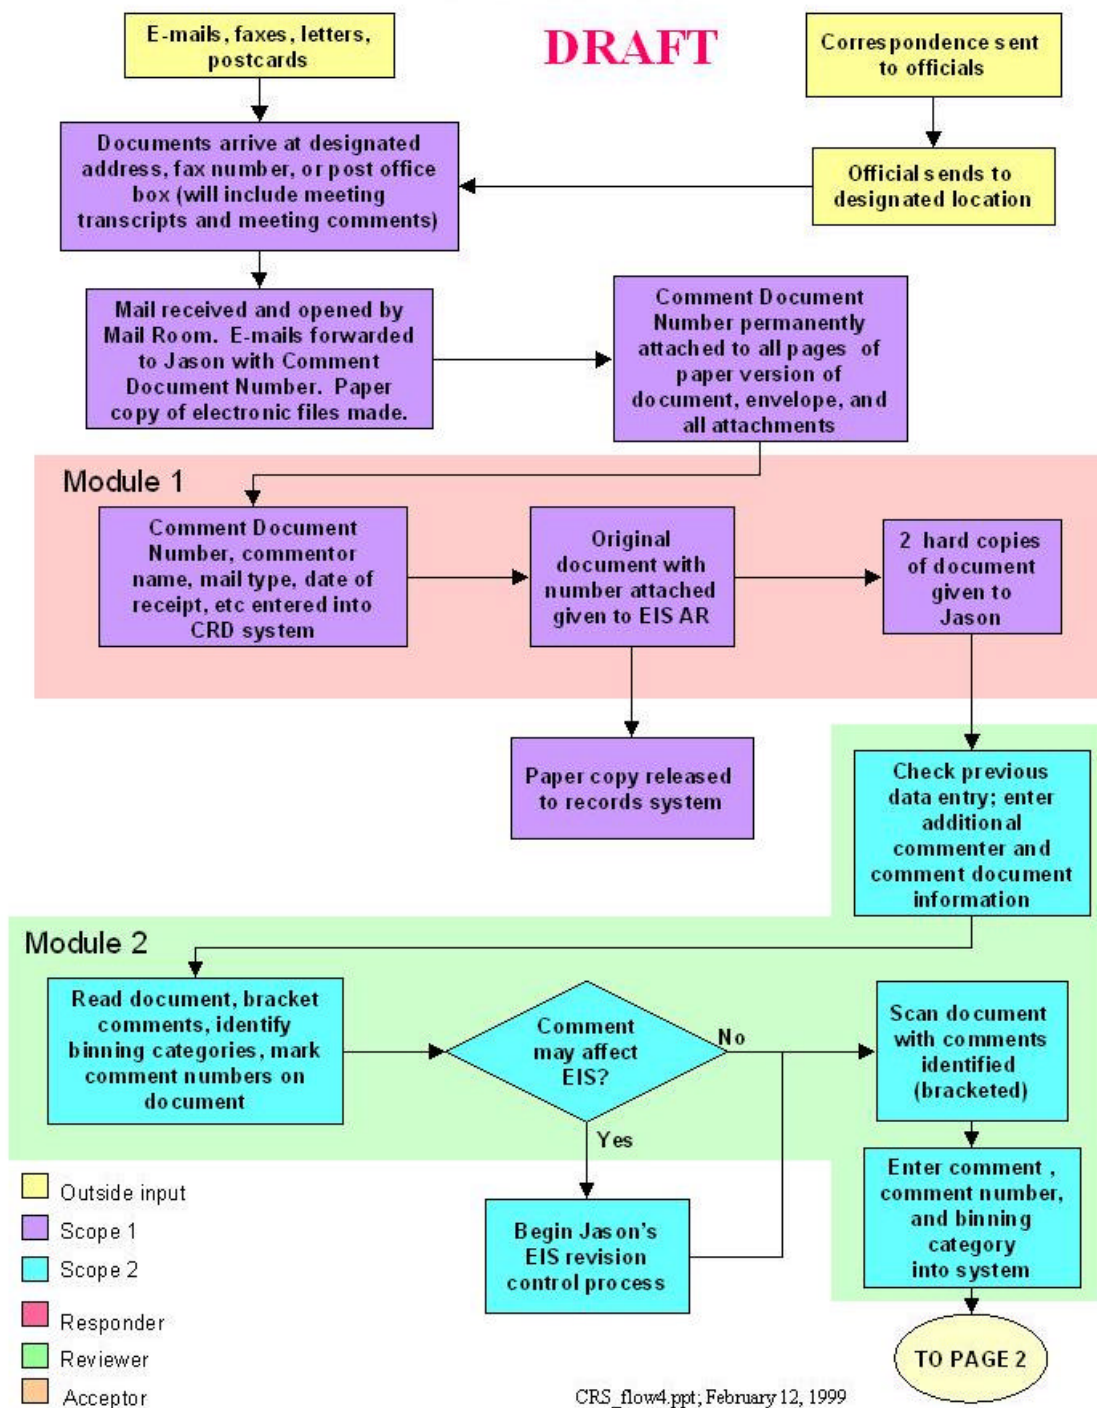 E-mails, faxes, letters,
postcards
DRAFT
Correspondence sent
to officials
Documents arrive at designated
address, fax number, or post office
box (will include meeting
transcripts and meeting comments)
Official sends to
designated location
Mail received and opened by
Mail Room. E-mails forwarded
to Jason with Comment
Document Number. Paper
copy of electronic files made.
Comment Document
Number permanently
attached to all pages of
paper version of
document, envelope, and
all attachments
Module 1
Comment Document
Number, commentor
name, mail type, date of
receipt, etc entered into
CRD system
Original
document with
number attached
given to EIS AR
2 hard copies
of document
given to
Jason
Paper copy released
to records system
Check previous
data entry; enter
additional
commenter and
comment document
information
Module 2
Read document, bracket
comments, identify
binning categories, mark
comment numbers on
document
Comment
may affect
EIS?
No
Yes
Scan document
with comments
identified
(bracketed)
Begin Jason's
EIS revision
control process
Enter comment ,
comment number,
and binning
category
into system
TO PAGE 2
Outside input
Scope 1
Scope 2
Responder
Reviewer
Acceptor
CRS_flow4.ppt; February 12, 1999